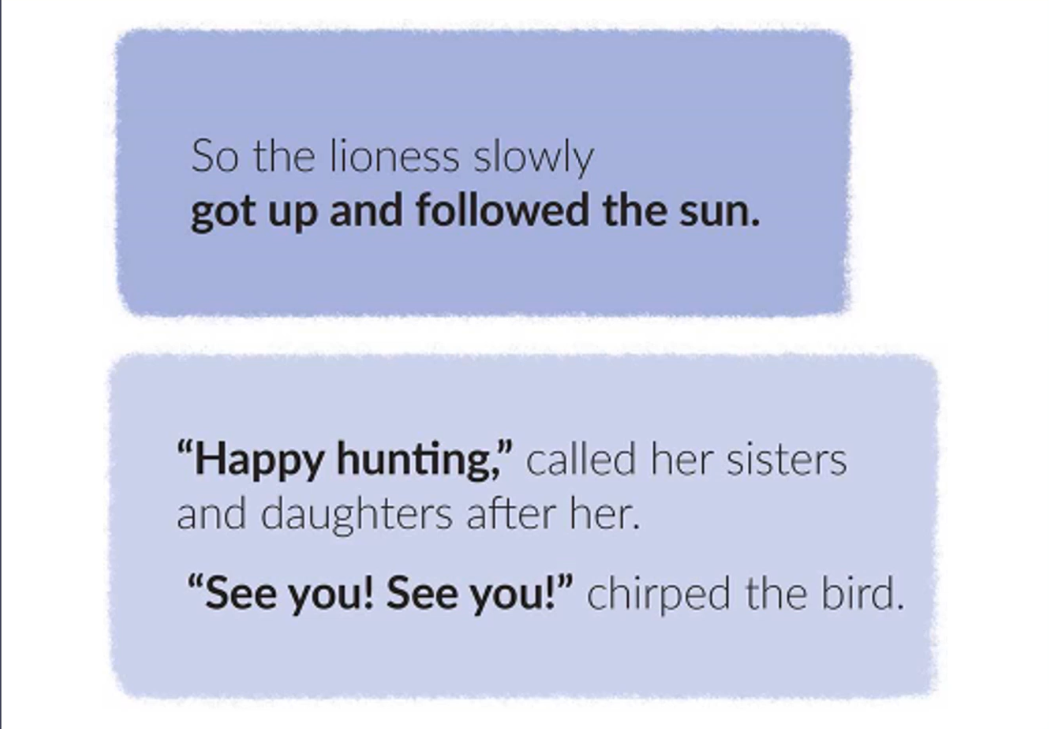 So the lioness slowly
got up and followed the sun.
“Happy hunting,” called her sisters
and daughters after her.
“See you! See you!” chirped the bird.